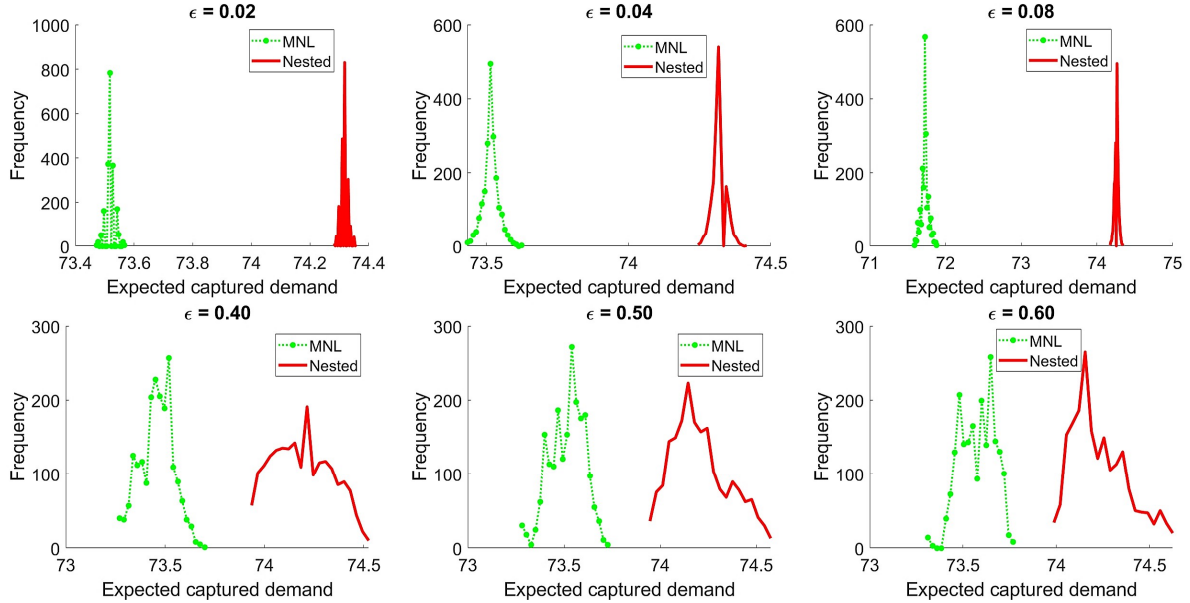 ϵ = 0.02
1000
800
600
400
200
0
Frequency
MNL
Nested
73.4 73.6 73.8 74 74.2 74.4
Expected captured demand
ϵ = 0.04
600
400
200
0
Frequency
MNL
Nested
73.5 74 74.5
Expected captured demand
ϵ = 0.08
600
400
200
0
Frequency
MNL
Nested
71 72 73 74 75
Expected captured demand
ϵ = 0.40
300
200
100
0
Frequency
MNL
Nested
73 73.5 74 74.5
Expected captured demand
ϵ = 0.50
300
200
100
0
Frequency
MNL
Nested
73 73.5 74 74.5
Expected captured demand
ϵ = 0.60
300
200
100
0
Frequency
MNL
Nested
73 73.5 74 74.5
Expected captured demand